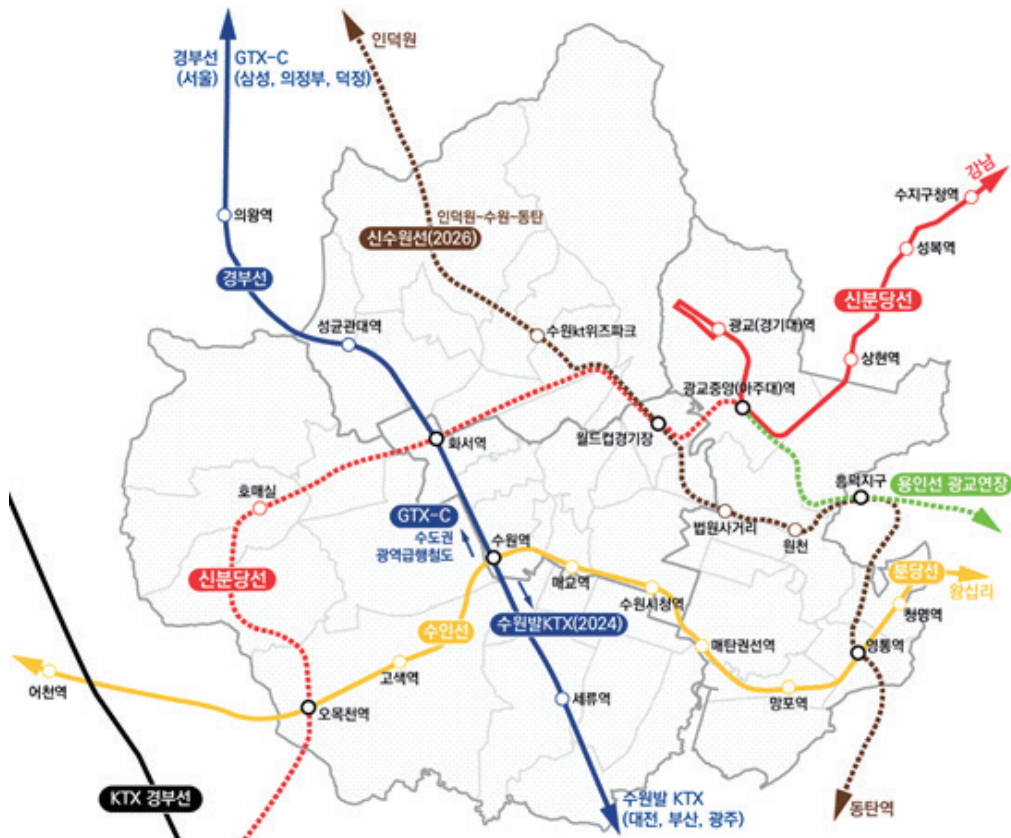 인덕원
경부선
(서울)
GTX-C
(삼성, 의정부, 덕정)
강남
수지구청역
의왕역
인덕원~수원~동탄
신수원선(2026)
성복역
경부선
신분당선
성균관대역
수원kt위즈파크
광교(경기대)역
상현역
광교중앙(아주대)역
화서역
월드컵경기장
호매실
흥덕지구
용인선 광교연장
GTX-C
수도권
광역급행철도
수원역
법원사거리
원천
신분당선
매교역
분당선
왕십리
수원시청역
청명역
수인선
수원발KTX(2024)
매탄권선역
영통역
어천역
고색역
세류역
망포역
오목천역
KTX 경부선
수원발 KTX
(대전, 부산, 광주)
동탄역